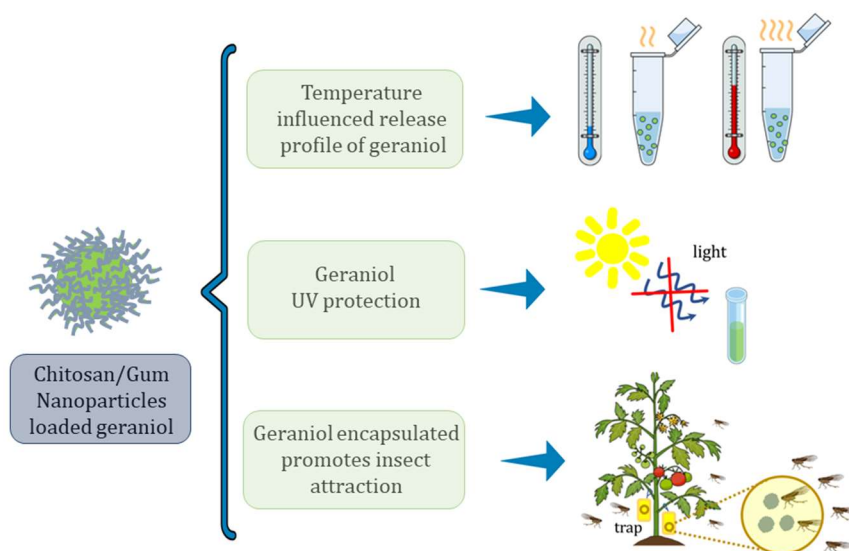 Temperature
influenced release
profile of geraniol
Geraniol
UV protection
light
Chitosan/Gum
Nanoparticles
loaded geraniol
Geraniol encapsulated
promotes insect
attraction
trap